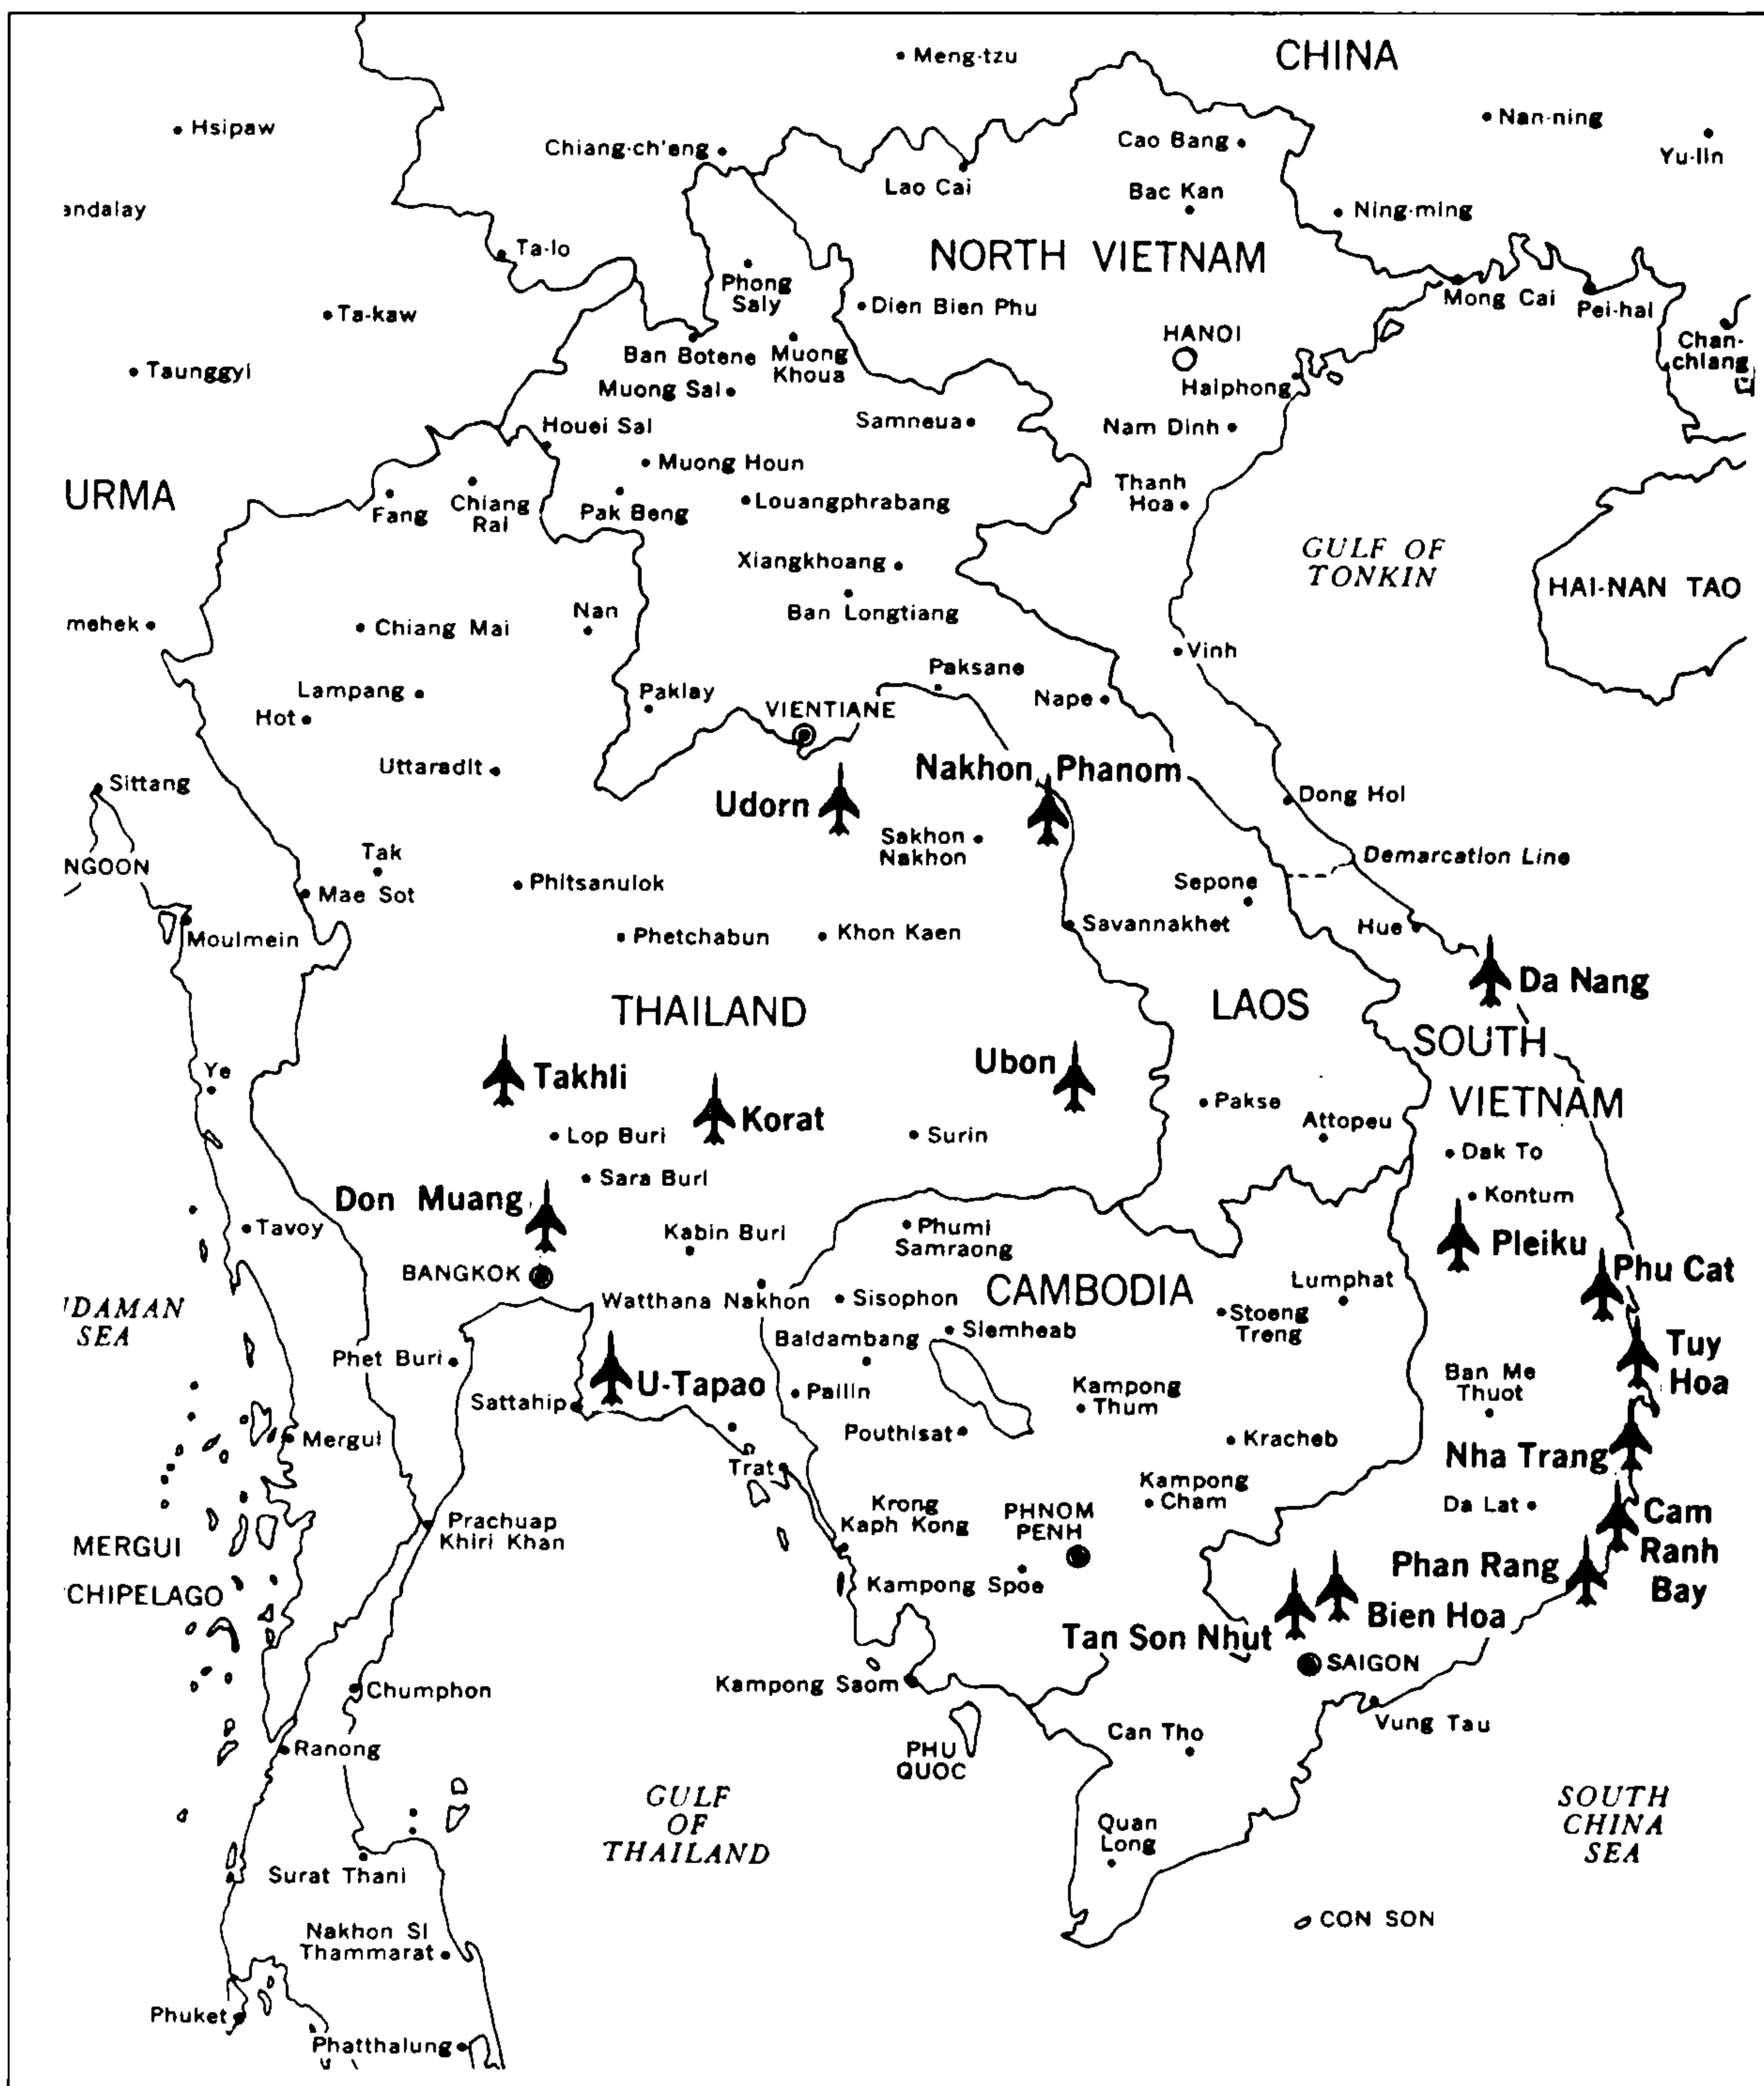 Meng-tzu
CHINA
Hsipaw
Nan-ning
Chiang-ch'eng
Cao Bang
Yu-lin
Lao Cai
Bac Kan
andalay
Ning-ming
Ta-lo
NORTH VIETNAM
Phong
Saly
Mong Cai
Pei-hai
Ta-kaw
Dien Bien Phu
HANOI
Chan-
chiang
Ban Botene
Muong
Khoua
Taunggyi
Muong Sai
Haiphong
Houei Sai
Samneua
Nam Dinh
Muong Houn
URMA
Fang
Chiang
Rai
Pak Beng
Louangphrabang
Thanh
Hoa
GULF OF
TONKIN
Xiangkhoang
HAI-NAN TAO
Ban Longtiang
mehek
Chiang Mai
Nan
Vinh
Paksane
Lampang
Paklay
Nape
Hot
VIENTIANE
Uttaradit
Nakhon Phanom
Sittang
Udorn
Dong Hoi
Sakhon
Nakhon
NGOON
Tak
Demarcation Line
Mae Sot
Phitsanulok
Sepone
Moulmein
Phetchabun
Khon Kaen
Savannakhet
Hue
Da Nang
THAILAND
LAOS
SOUTH
VIETNAM
Ye
Takhli
Ubon
Korat
Pakse
Attopeu
Lop Buri
Surin
Dak To
Sara Buri
Don Muang
Kontum
Tavoy
Kabin Buri
Phumi
Samraong
Pleiku
BANGKOK
Phu Cat
Watthana Nakhon
Sisophon
CAMBODIA
Lumphat
NDAMAN
SEA
Stoeng
Treng
Siemheab
Baldambang
Phet Buri
Tuy
Hoa
U-Tapao
Pailin
Kampong
Thum
Ban Me
Thuot
Sattahip
Pouthisat
Kracheb
Mergui
Nha Trang
Trat
Kampong
Cham
Da Lat
Krong
Kaph Kong
PHNOM
PENH
Cam
Ranh
Bay
Prachuap
Khiri Khan
MERGUI
CHIPELAGO
Kampong Spoe
Phan Rang
Bien Hoa
Tan Son Nhut
SAIGON
Kampong Saom
Chumphon
Vung Tau
Can Tho
Ranong
PHU
QUOC
GULF
OF
THAILAND
SOUTH
CHINA
SEA
Quan
Long
Surat Thani
CON SON
Nakhon Si
Thammarat
Phuket
Phatthalung